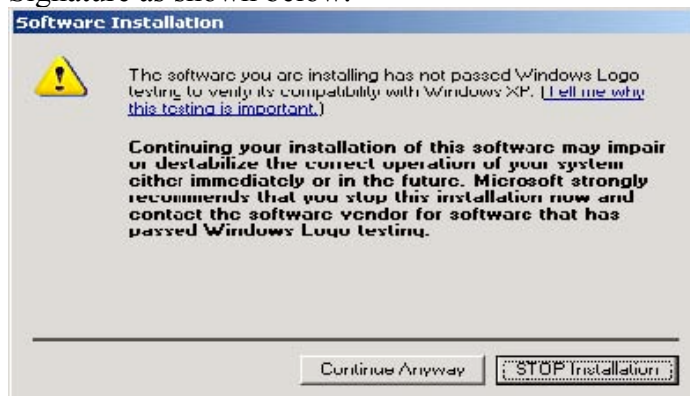 Signature as shown below:
Software Installation
The software you are installing has not passed Windows Logo
testing to verify its compatibility with Windows XP. (Tell me why
this testing is important.)
Continuing your installation of this software may impair
or destabilize the correct operation of your system
either immediately or in the future. Microsoft strongly
recommends that you stop this installation now and
contact the software vendor for software that has
passed Windows Logo testing.
Continue Anyway
STOP Installation